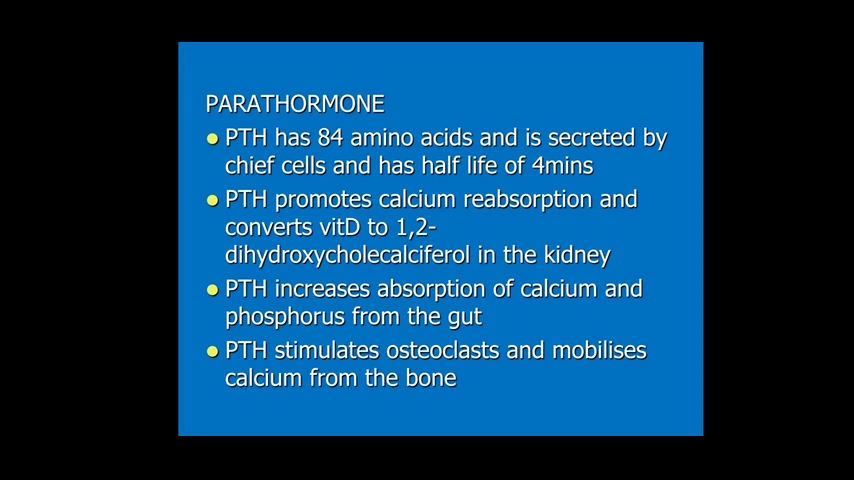 PARATHORMONE
PTH has 84 amino acids and is secreted by
chief cells and has half life of 4mins
PTH promotes calcium reabsorption and
converts vitD to 1,2-
dihydroxycholecalciferol in the kidney
PTH increases absorption of calcium and
phosphorus from the gut
PTH stimulates osteoclasts and mobilises
calcium from the bone